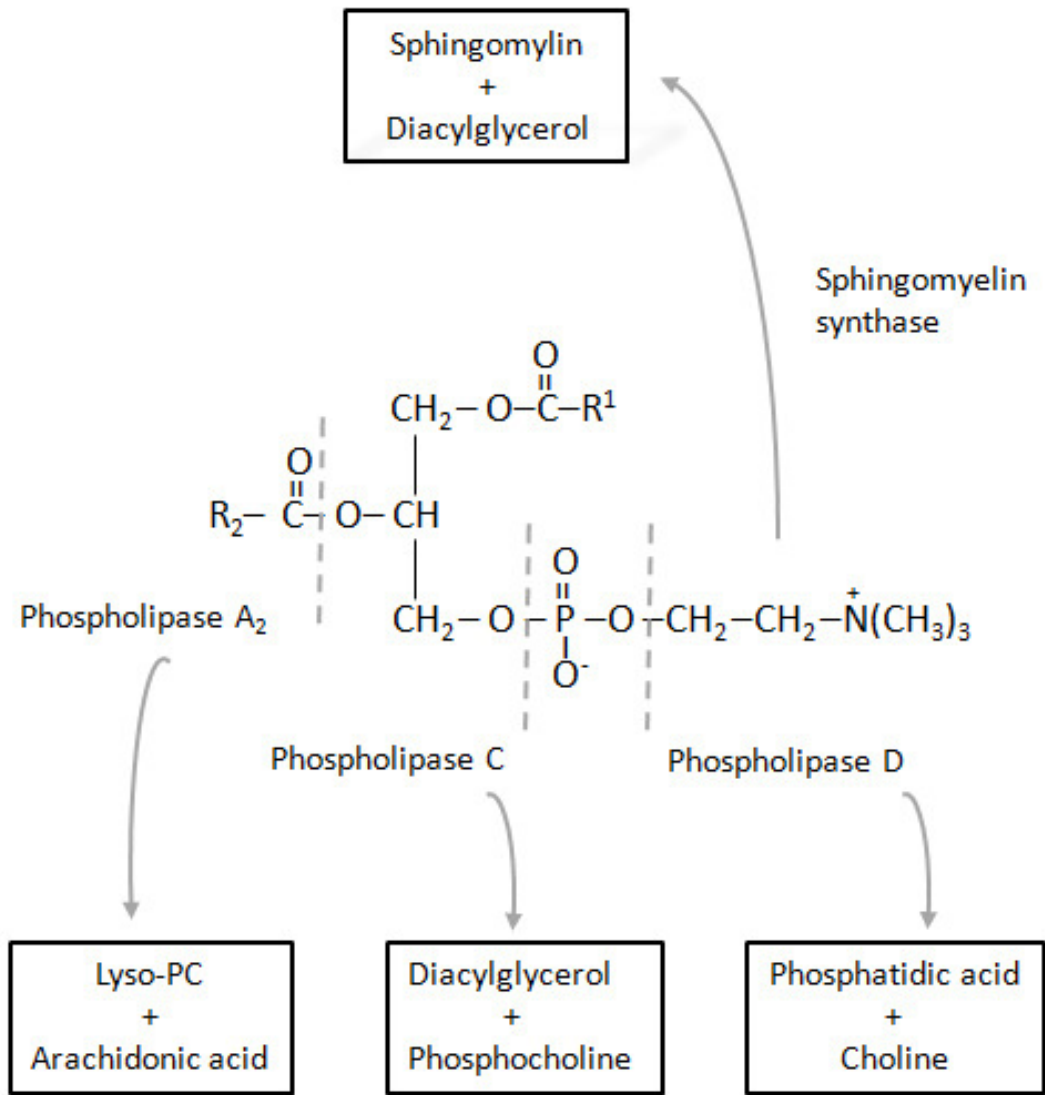 Sphingomylin
+
Diacylglycerol
Sphingomyelin
synthase
O
CH₂– O–C–R¹
O
R₂– C–O–CH
O
CH₂– O–P–O–CH₂–CH₂–N⁺(CH₃)₃
O⁻
Phospholipase A₂
Phospholipase C
Phospholipase D
Lyso-PC
+
Arachidonic acid
Diacylglycerol
+
Phosphocholine
Phosphatidic acid
+
Choline